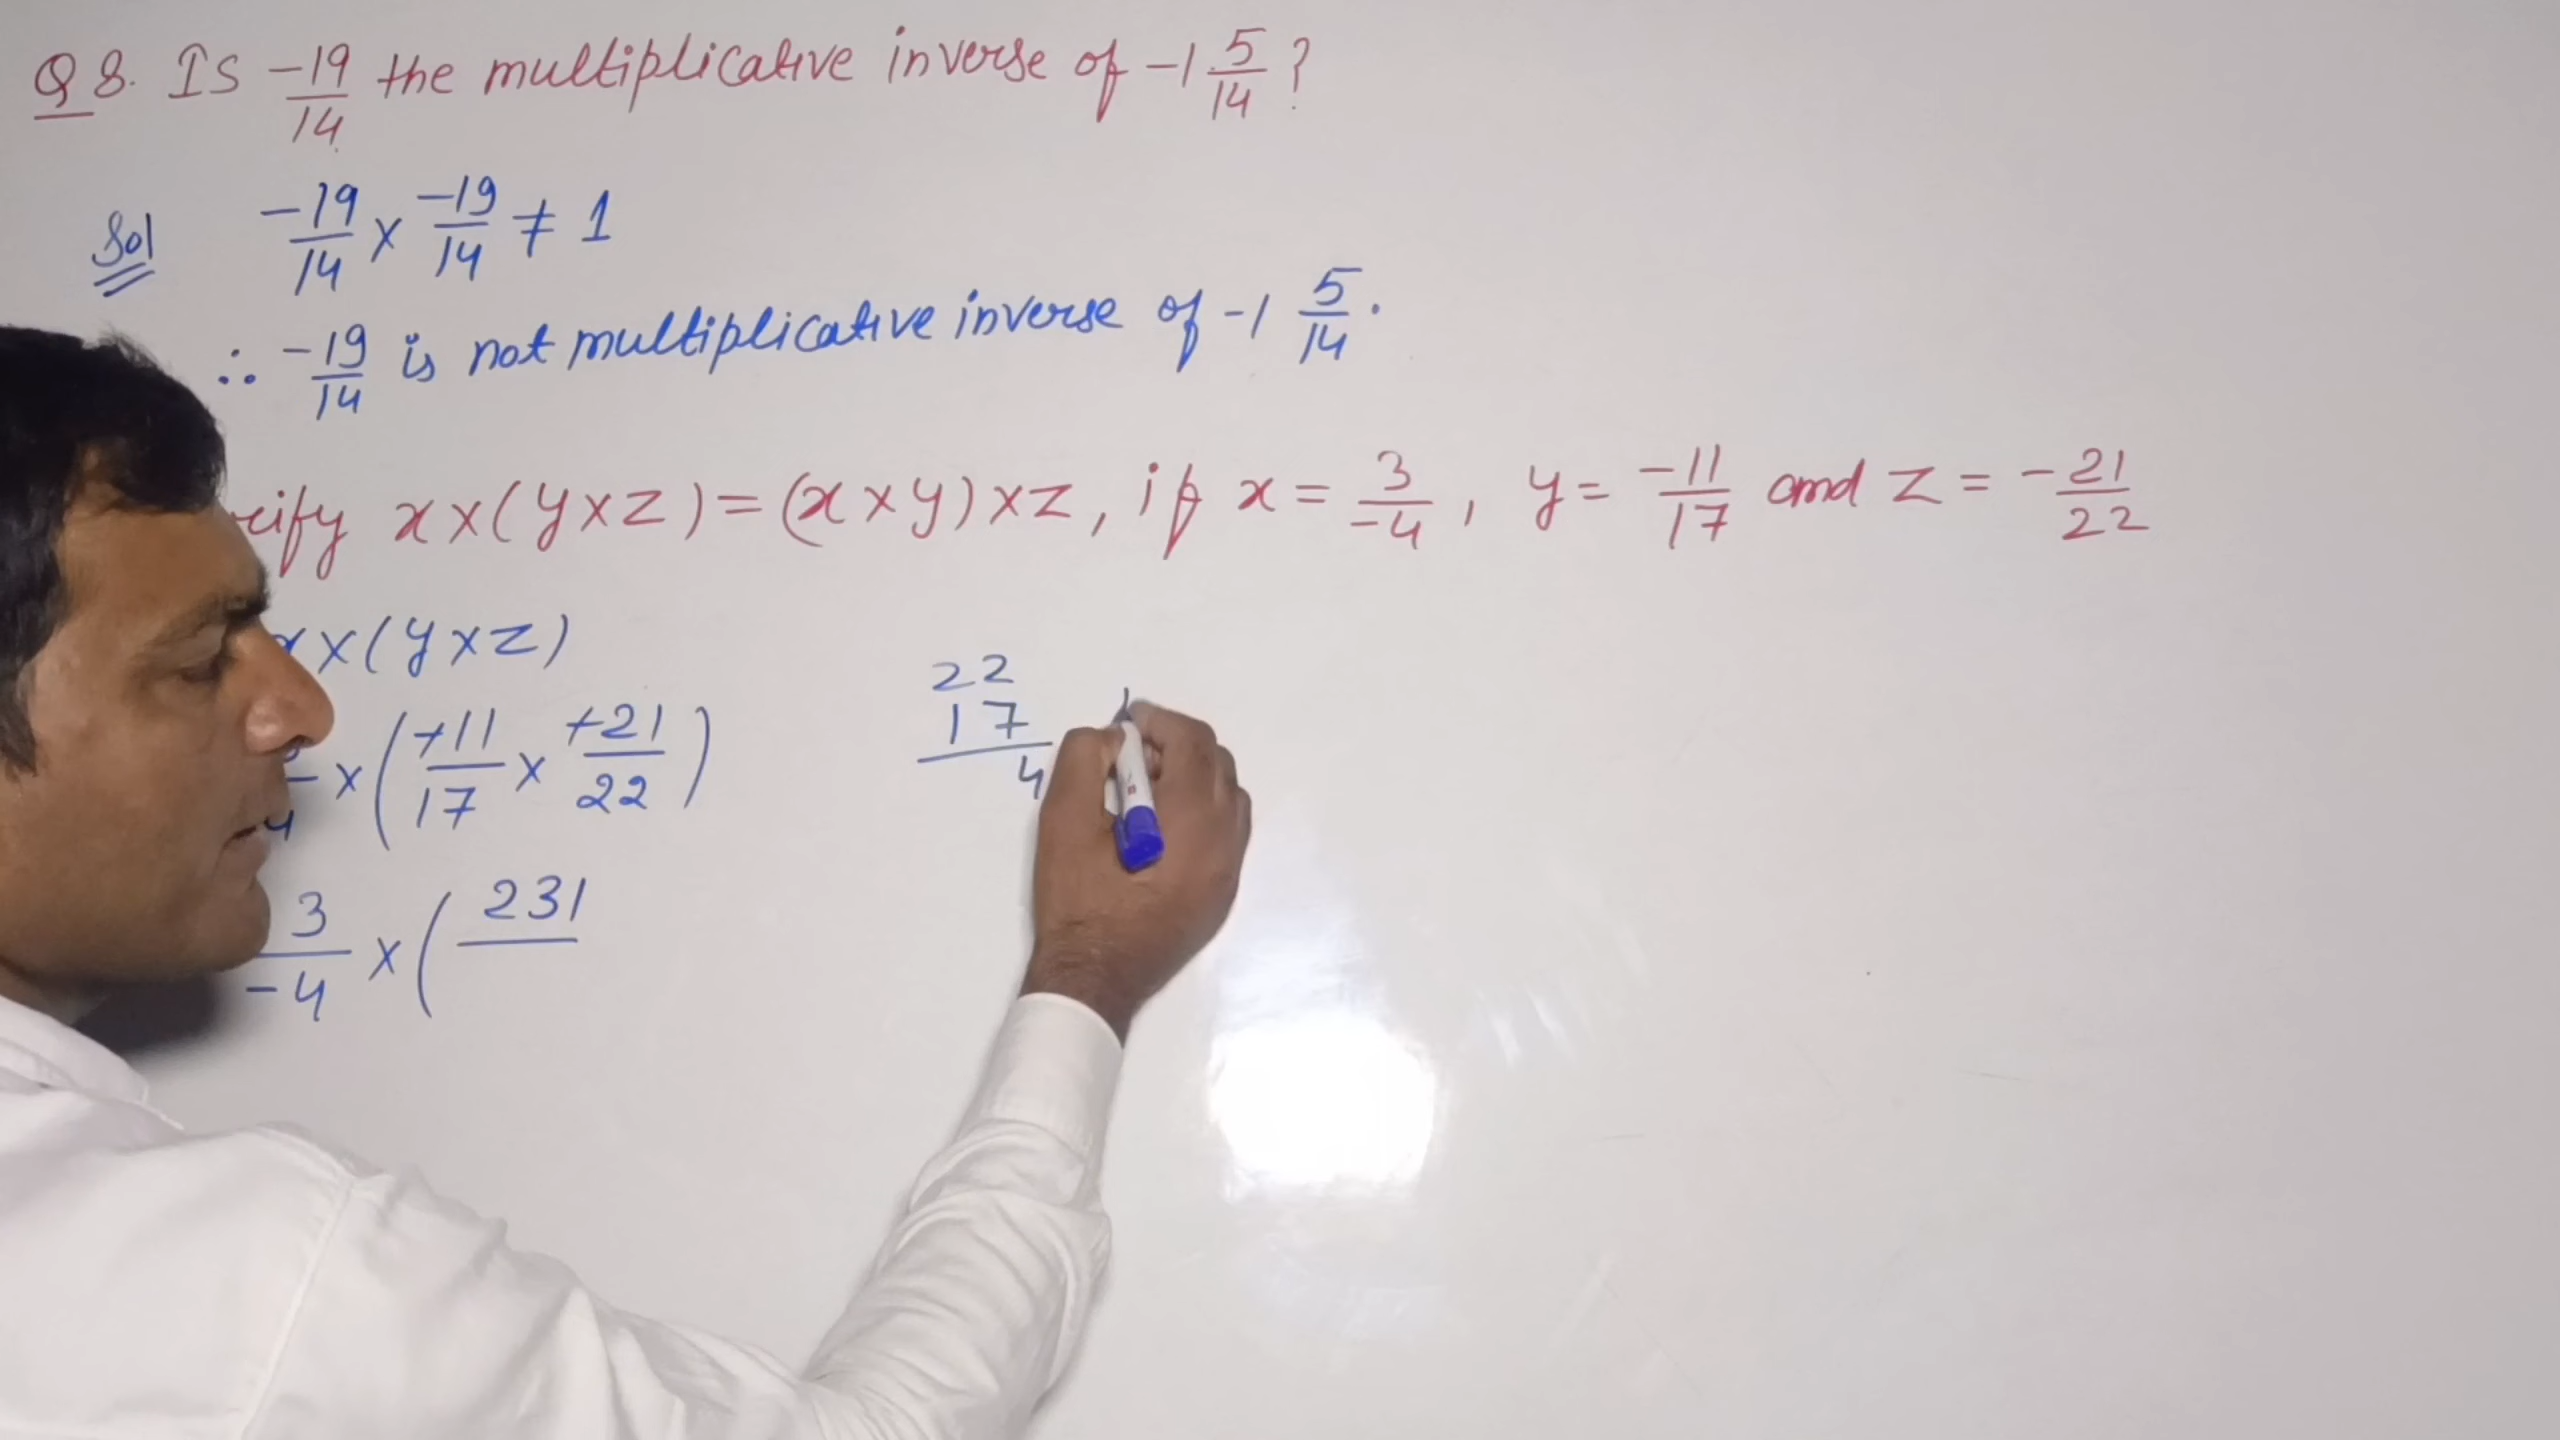 Q 8. Is -19/14 the multiplicative inverse of -1 5/14 ?
Sol -19/14 × -19/14 ≠ 1
∴ -19/14 is not multiplicative inverse of -1 5/14.
x×(y×z)=(x×y)×z, if x = 3/-4, y = -11/17 and z = -21/22
x×(y×z)
×(+11/17 × +21/22)
3/-4 ×(231
22
17
4